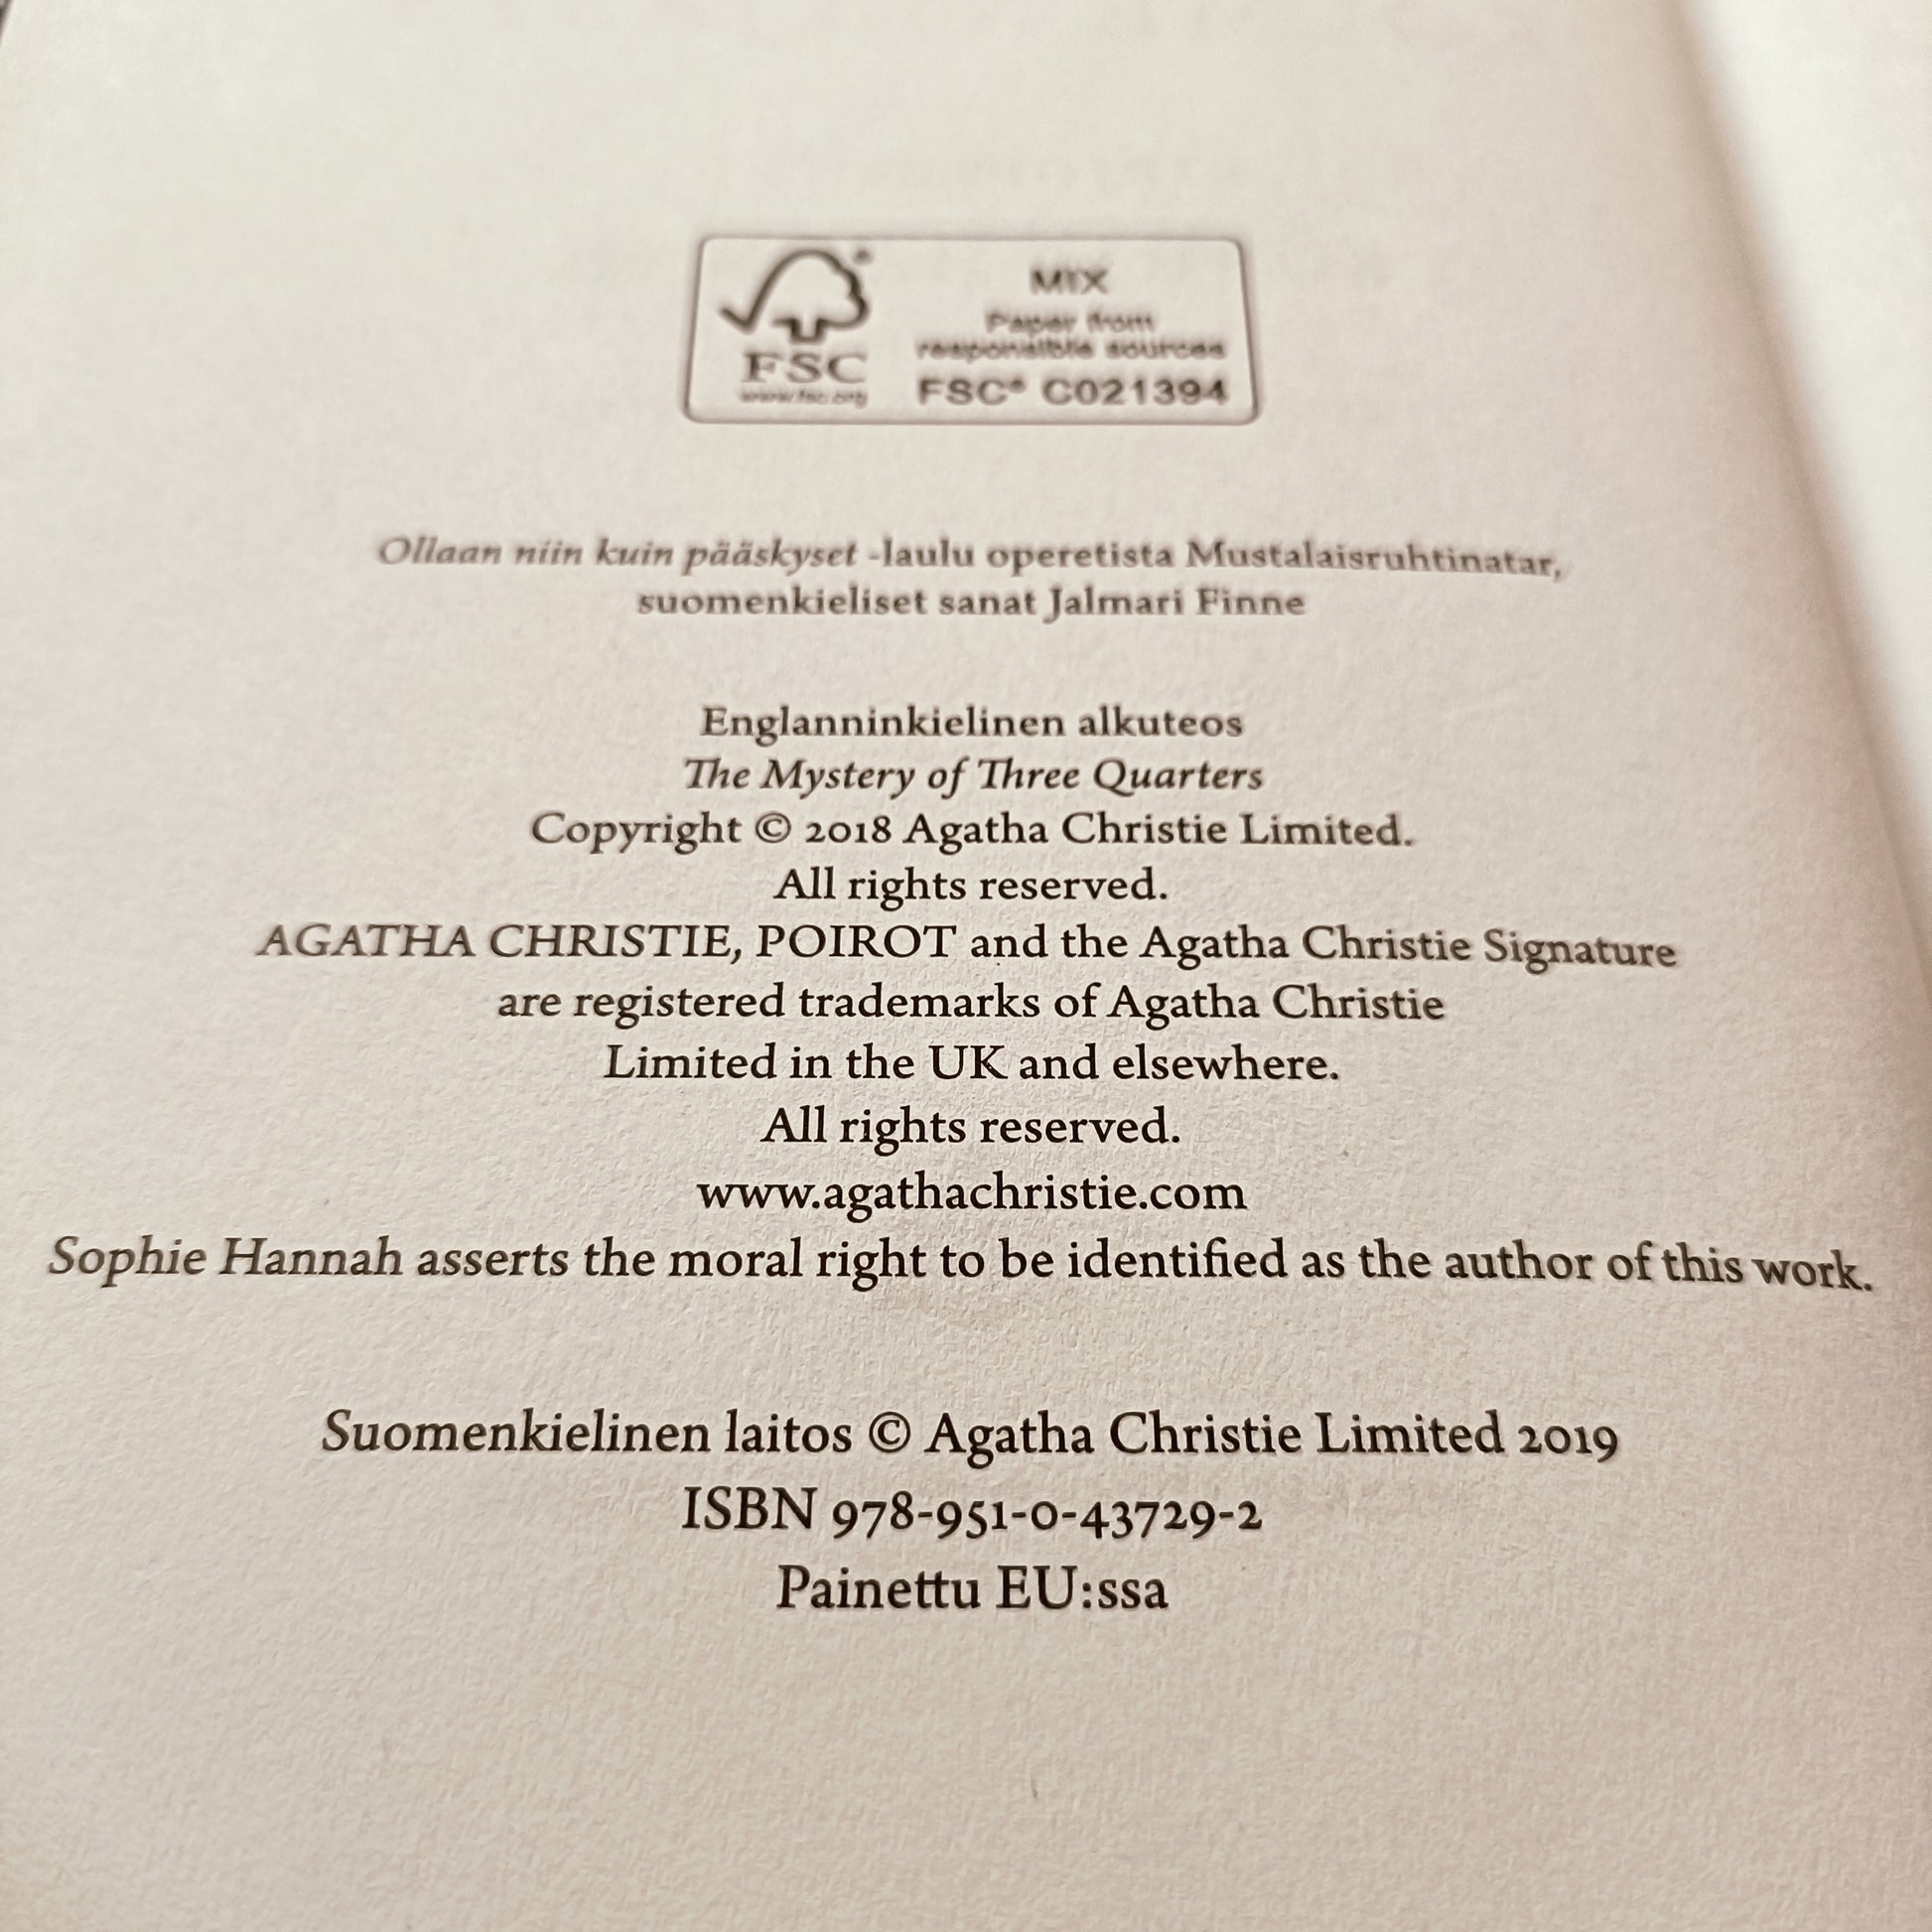 FSC®
www.fsc.org
MIX
Paper from
responsible sources
FSC® C021394
Ollaan niin kuin pääskyset -laulu operetista Mustalaisruhtinatar,
suomenkieliset sanat Jalmari Finne
Englanninkielinen alkuteos
The Mystery of Three Quarters
Copyright © 2018 Agatha Christie Limited.
All rights reserved.
AGATHA CHRISTIE, POIROT and the Agatha Christie Signature
are registered trademarks of Agatha Christie
Limited in the UK and elsewhere.
All rights reserved.
www.agathachristie.com
Sophie Hannah asserts the moral right to be identified as the author of this work.
Suomenkielinen laitos © Agatha Christie Limited 2019
ISBN 978-951-0-43729-2
Painettu EU:ssa